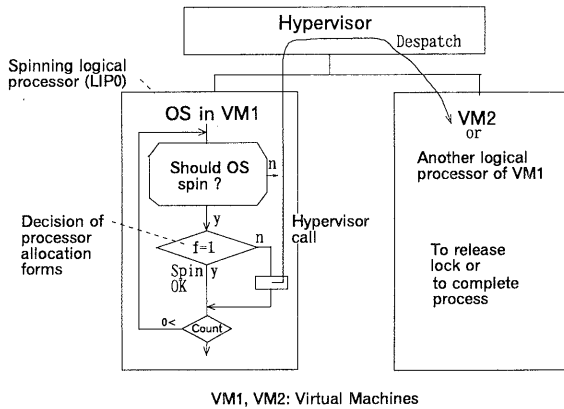 Hypervisor
Despatch
Spinning logical
processor (LIP0)
OS in VM1
Should OS
spin ?
n
y
Decision of
processor
allocation
forms
f=1
n
Spin y
OK
0<
Count
Hypervisor
call
VM2
or
Another logical
processor of VM1
To release
lock or
to complete
process
VM1, VM2: Virtual Machines